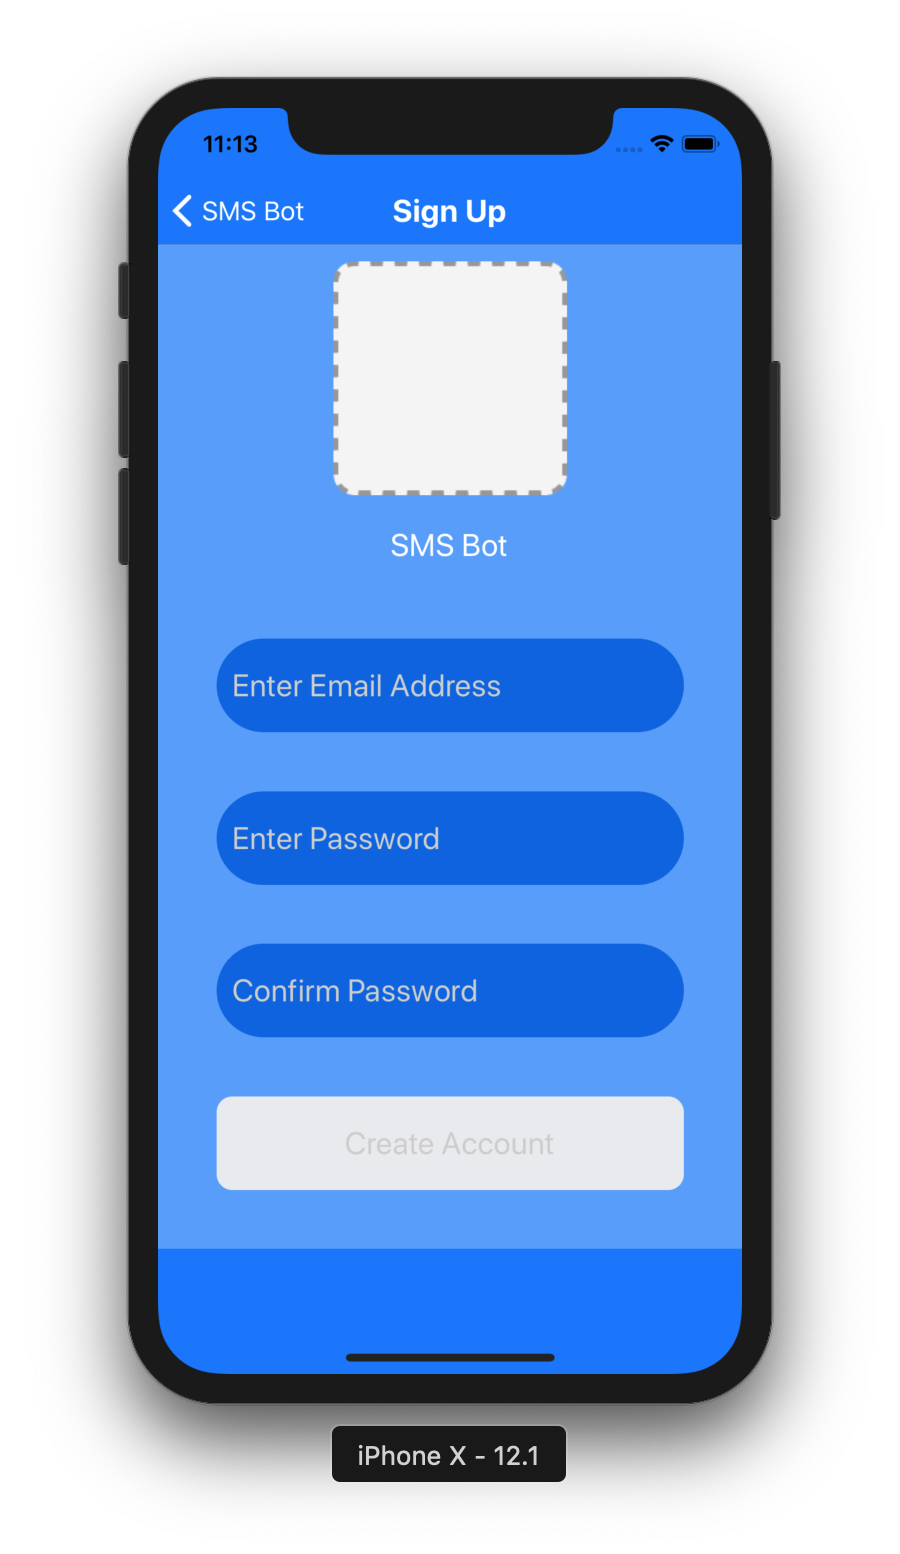 11:13
SMS Bot
Sign Up
SMS Bot
Enter Email Address
Enter Password
Confirm Password
Create Account
iPhone X - 12.1